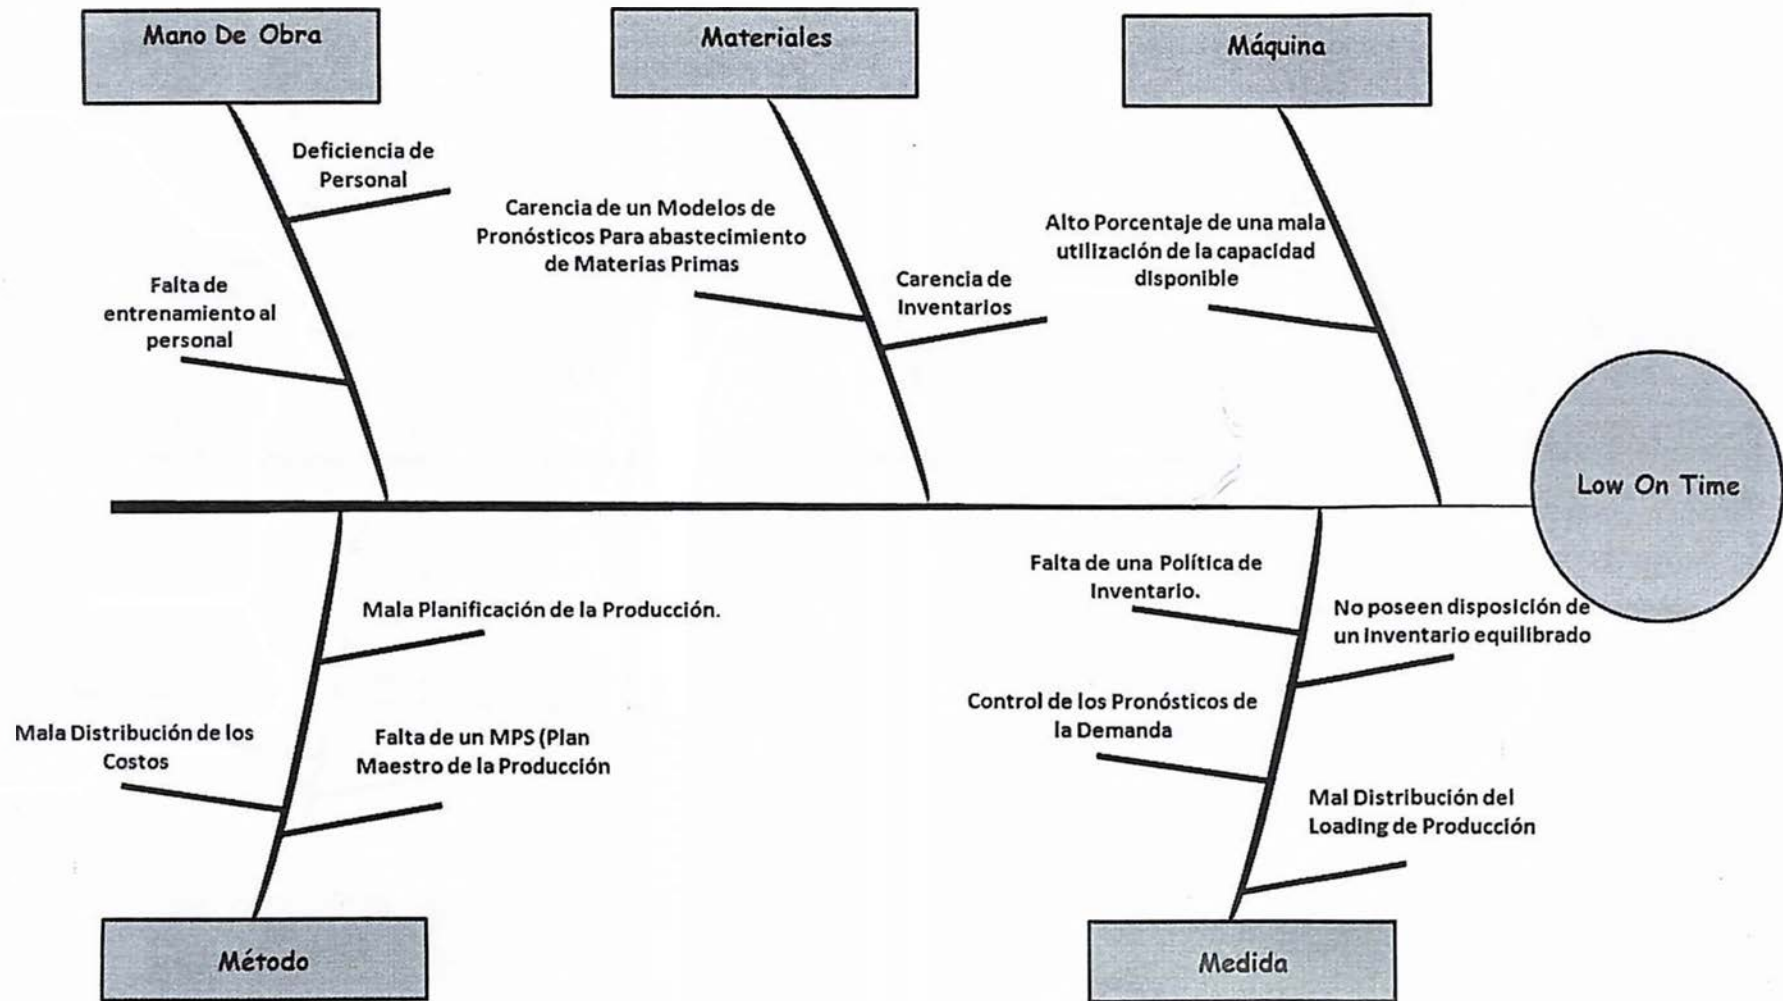 Mano De Obra
Materiales
Máquina
Deficiencia de
Personal
Falta de
entrenamiento al
personal
Carencia de un Modelos de
Pronósticos Para abastecimiento
de Materias Primas
Carencia de
Inventarios
Alto Porcentaje de una mala
utilización de la capacidad
disponible
Low On Time
Mala Planificación de la Producción.
Mala Distribución de los
Costos
Falta de un MPS (Plan
Maestro de la Producción
Falta de una Política de
Inventario.
No poseen disposición de
un Inventario equilibrado
Control de los Pronósticos de
la Demanda
Mal Distribución del
Loading de Producción
Método
Medida